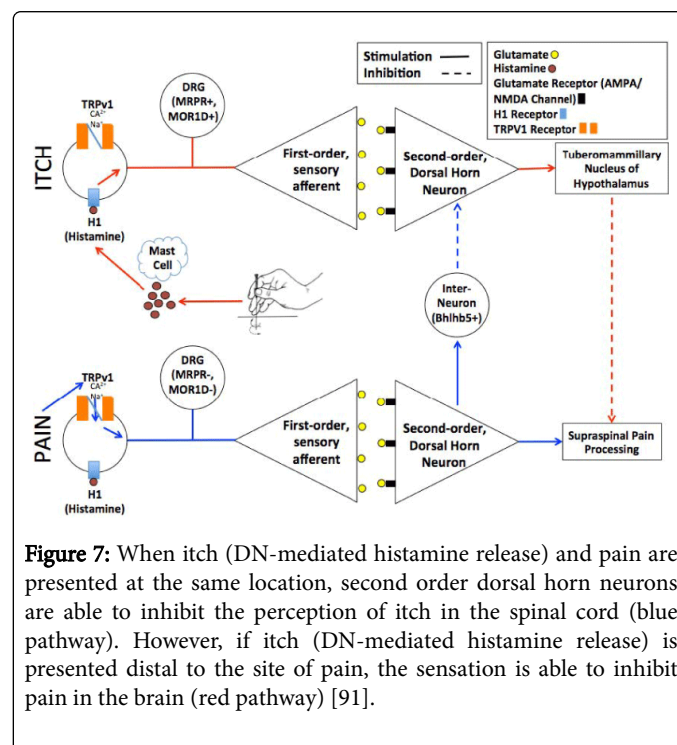 Stimulation
Inhibition
Glutamate
Histamine
Glutamate Receptor (AMPA/
NMDA Channel)
H1 Receptor
TRPV1 Receptor
ITCH
TRPv1
CA²⁺
Na⁺
H1
(Histamine)
DRG
(MRPR+,
MOR1D+)
First-order,
sensory
afferent
Second-order,
Dorsal Horn
Neuron
Tuberomammillary
Nucleus of
Hypothalamus
Mast
Cell
Inter-
Neuron
(Bhlhb5+)
PAIN
TRPv1
CA²⁺
Na⁺
H1
(Histamine)
DRG
(MRPR-,
MOR1D-)
First-order,
sensory
afferent
Second-order,
Dorsal Horn
Neuron
Supraspinal Pain
Processing
Figure 7: When itch (DN-mediated histamine release) and pain are
presented at the same location, second order dorsal horn neurons
are able to inhibit the perception of itch in the spinal cord (blue
pathway). However, if itch (DN-mediated histamine release) is
presented distal to the site of pain, the sensation is able to inhibit
pain in the brain (red pathway) [91].